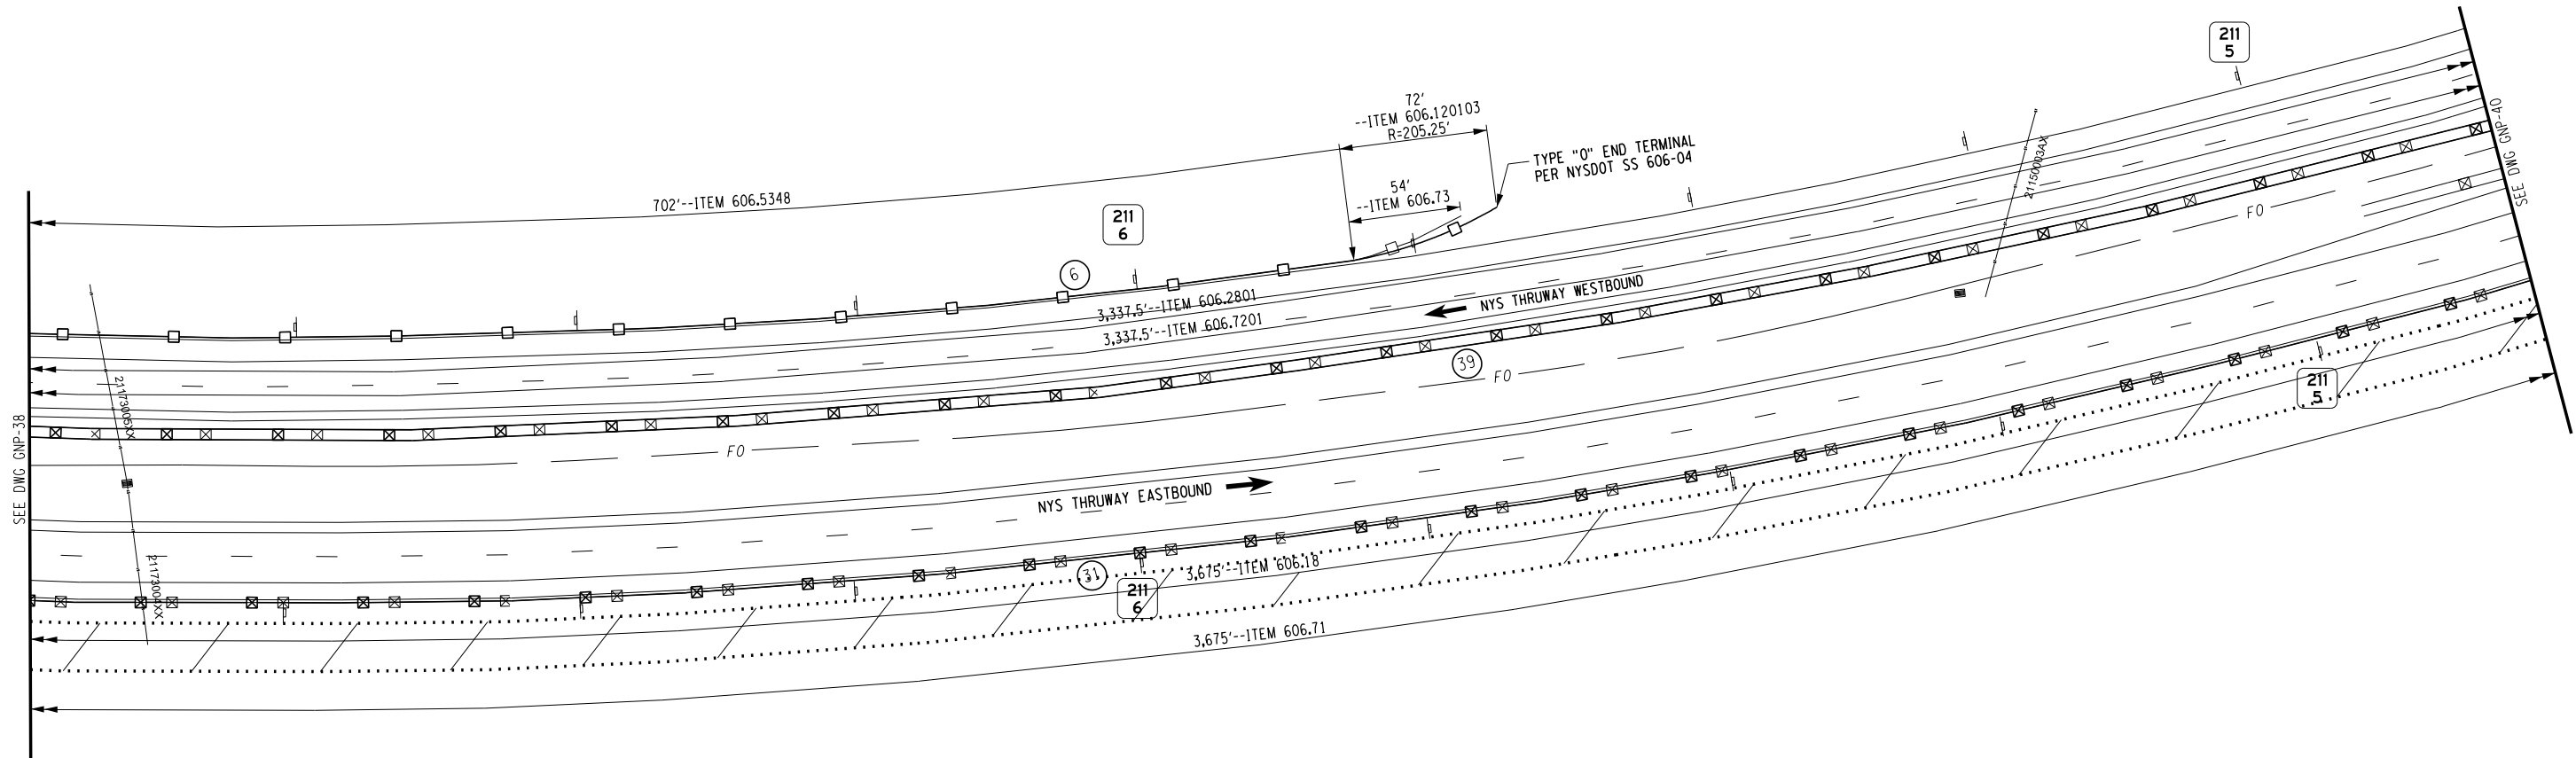 211
5
72'
--ITEM 606.120103
R=205.25'
TYPE "O" END TERMINAL
PER NYSDOT SS 606-04
54'
--ITEM 606.73
702'--ITEM 606.5348
211
6
6
3,337.5'--ITEM 606.2801
3,337.5'--ITEM 606.7201
NYS THRUWAY WESTBOUND
21150003AX
SEE DWG GNP-40
FO
39
FO
FO
21173005XX
SEE DWG GNP-38
NYS THRUWAY EASTBOUND
21173004XX
31
211
6
3,675'--ITEM 606.18
3,675'--ITEM 606.71
211
5